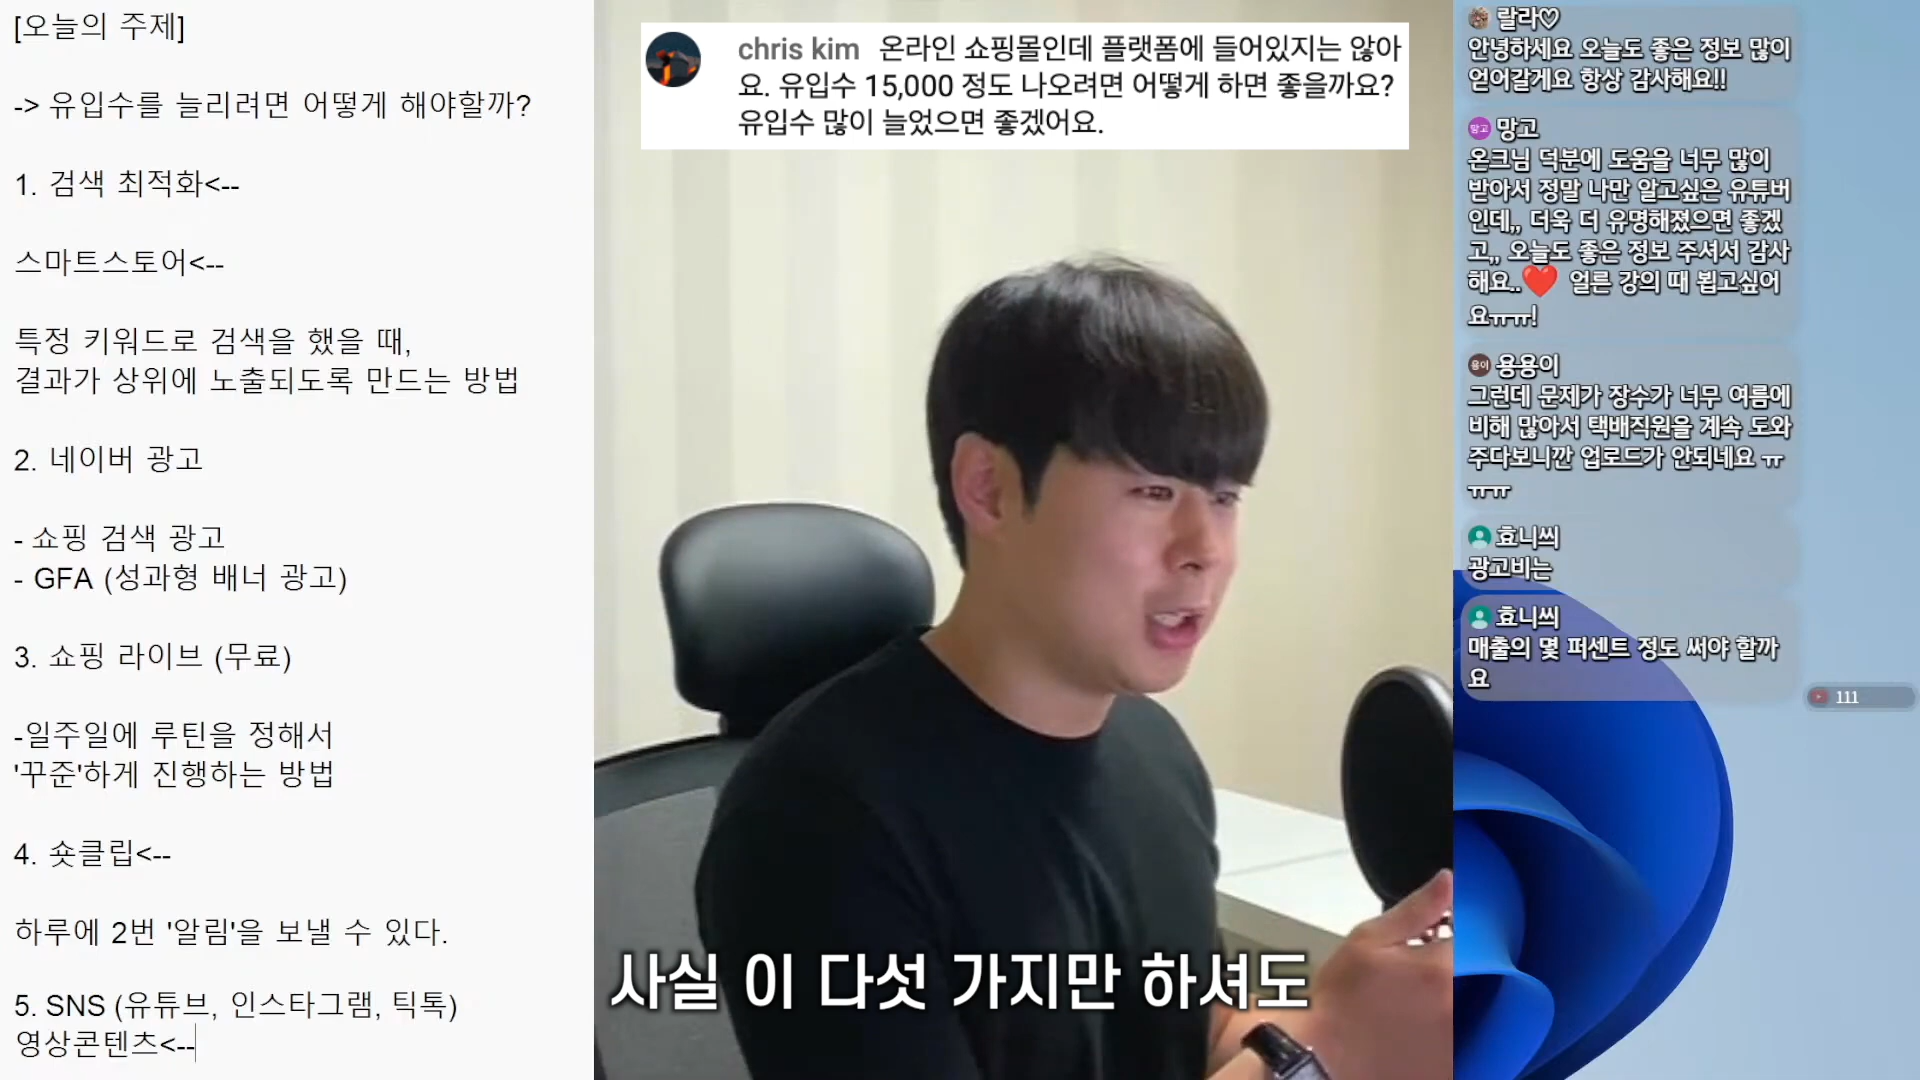 [오늘의 주제]
-> 유입수를 늘리려면 어떻게 해야할까?
1. 검색 최적화<--
스마트스토어<--
특정 키워드로 검색을 했을 때,
결과가 상위에 노출되도록 만드는 방법
2. 네이버 광고
- 쇼핑 검색 광고
- GFA (성과형 배너 광고)
3. 쇼핑 라이브 (무료)
-일주일에 루틴을 정해서
'꾸준'하게 진행하는 방법
4. 숏클립<--
하루에 2번 '알림'을 보낼 수 있다.
5. SNS (유튜브, 인스타그램, 틱톡)
영상콘텐츠<--
chris kim 온라인 쇼핑몰인데 플랫폼에 들어있지는 않아
요. 유입수 15,000 정도 나오려면 어떻게 하면 좋을까요?
유입수 많이 늘었으면 좋겠어요.
사실 이 다섯 가지만 하셔도
랄라♡
안녕하세요 오늘도 좋은 정보 많이
얻어갈게요 항상 감사해요!!
망고 망고
온크님 덕분에 도움을 너무 많이
받아서 정말 나만 알고싶은 유튜버
인데,, 더욱 더 유명해졌으면 좋겠
고,, 오늘도 좋은 정보 주셔서 감사
해요..❤️ 얼른 강의 때 뵙고싶어
요ㅠㅠ!
용이 용용이
그런데 문제가 장수가 너무 여름에
비해 많아서 택배직원을 계속 도와
주다보니깐 업로드가 안되네요 ㅠ
ㅠㅠ
효니씌
광고비는
효니씌
매출의 몇 퍼센트 정도 써야 할까
요
111